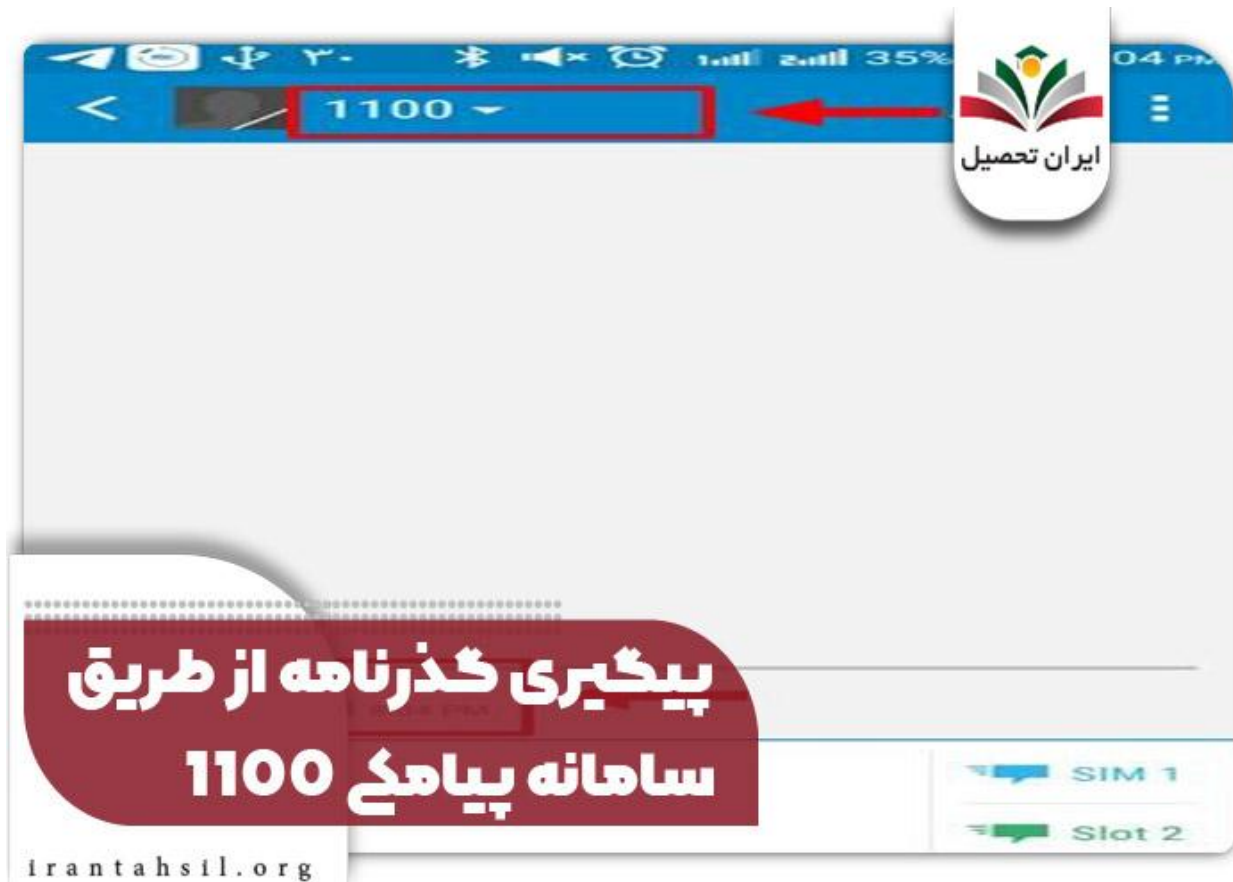 ۳۰ 35% 04 PM
1100
ایران تحصیل
پیگیری گذرنامه از طریق
سامانه پیامکی 1100
SIM 1
Slot 2
irantahsil.org